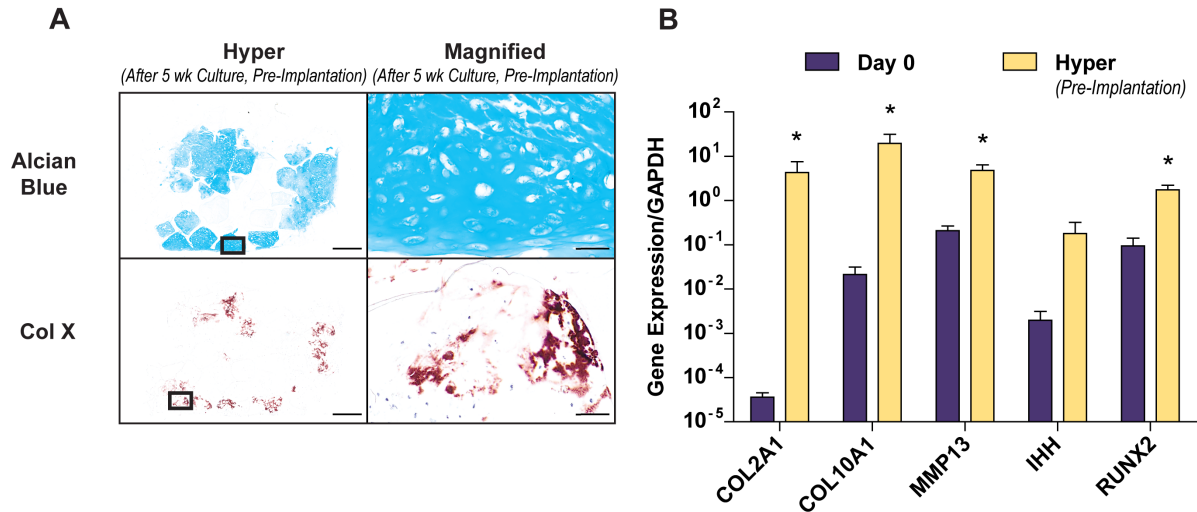 A
Hyper
(After 5 wk Culture, Pre-Implantation)
Magnified
(After 5 wk Culture, Pre-Implantation)
Alcian
Blue
Col X
B
Day 0
Hyper
(Pre-Implantation)
Gene Expression/GAPDH
10²
10¹
10⁰
10⁻¹
10⁻²
10⁻³
10⁻⁴
10⁻⁵
* * * *
COL2A1
COL10A1
MMP13
IHH
RUNX2